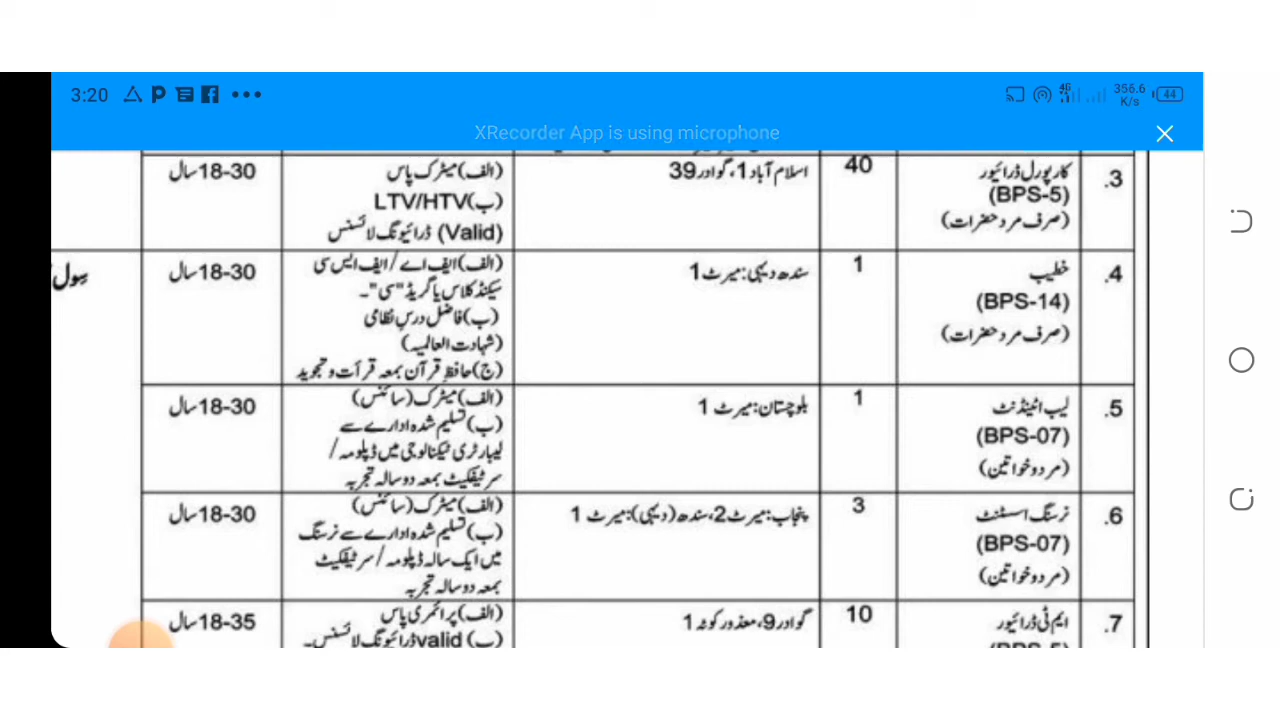 3:20
4G
356.6 K/s
44
XRecorder App is using microphone
3. کارپورل ڈرائیور (BPS-5) (صرف مرد حضرات)
40
اسلام آباد 1، گوادر 39
(الف) میٹرک پاس
(ب) LTV/HTV
(Valid) ڈرائیونگ لائسنس
18-30 سال
4. خطیب (BPS-14) (صرف مرد حضرات)
1
سندھ دیہی: میرٹ 1
(الف) ایف اے / ایف ایس سی
سیکنڈ کلاس یا گریڈ "سی"۔
(ب) فاضل درس نظامی
(شہادت العالمیہ)
(ج) حافظ قرآن بمعہ قرأت و تجوید
18-30 سال
سول
5. لیب اٹینڈنٹ (BPS-07) (مرد و خواتین)
1
بلوچستان: میرٹ 1
(الف) میٹرک (سائنس)
(ب) تسلیم شدہ ادارے سے
لیبارٹری ٹیکنالوجی میں ڈپلومہ /
سرٹیفکیٹ بمعہ دو سالہ تجربہ
18-30 سال
6. نرسنگ اسسٹنٹ (BPS-07) (مرد و خواتین)
3
پنجاب: میرٹ 2، سندھ (دیہی): میرٹ 1
(الف) میٹرک (سائنس)
(ب) تسلیم شدہ ادارے سے نرسنگ
میں ایک سالہ ڈپلومہ / سرٹیفکیٹ
بمعہ دو سالہ تجربہ
18-30 سال
7. ایم ٹی ڈرائیور
10
گوادر 9، معذور کوٹہ 1
(الف) پرائمری پاس
(ب) valid ڈرائیونگ لائسنس۔
18-35 سال